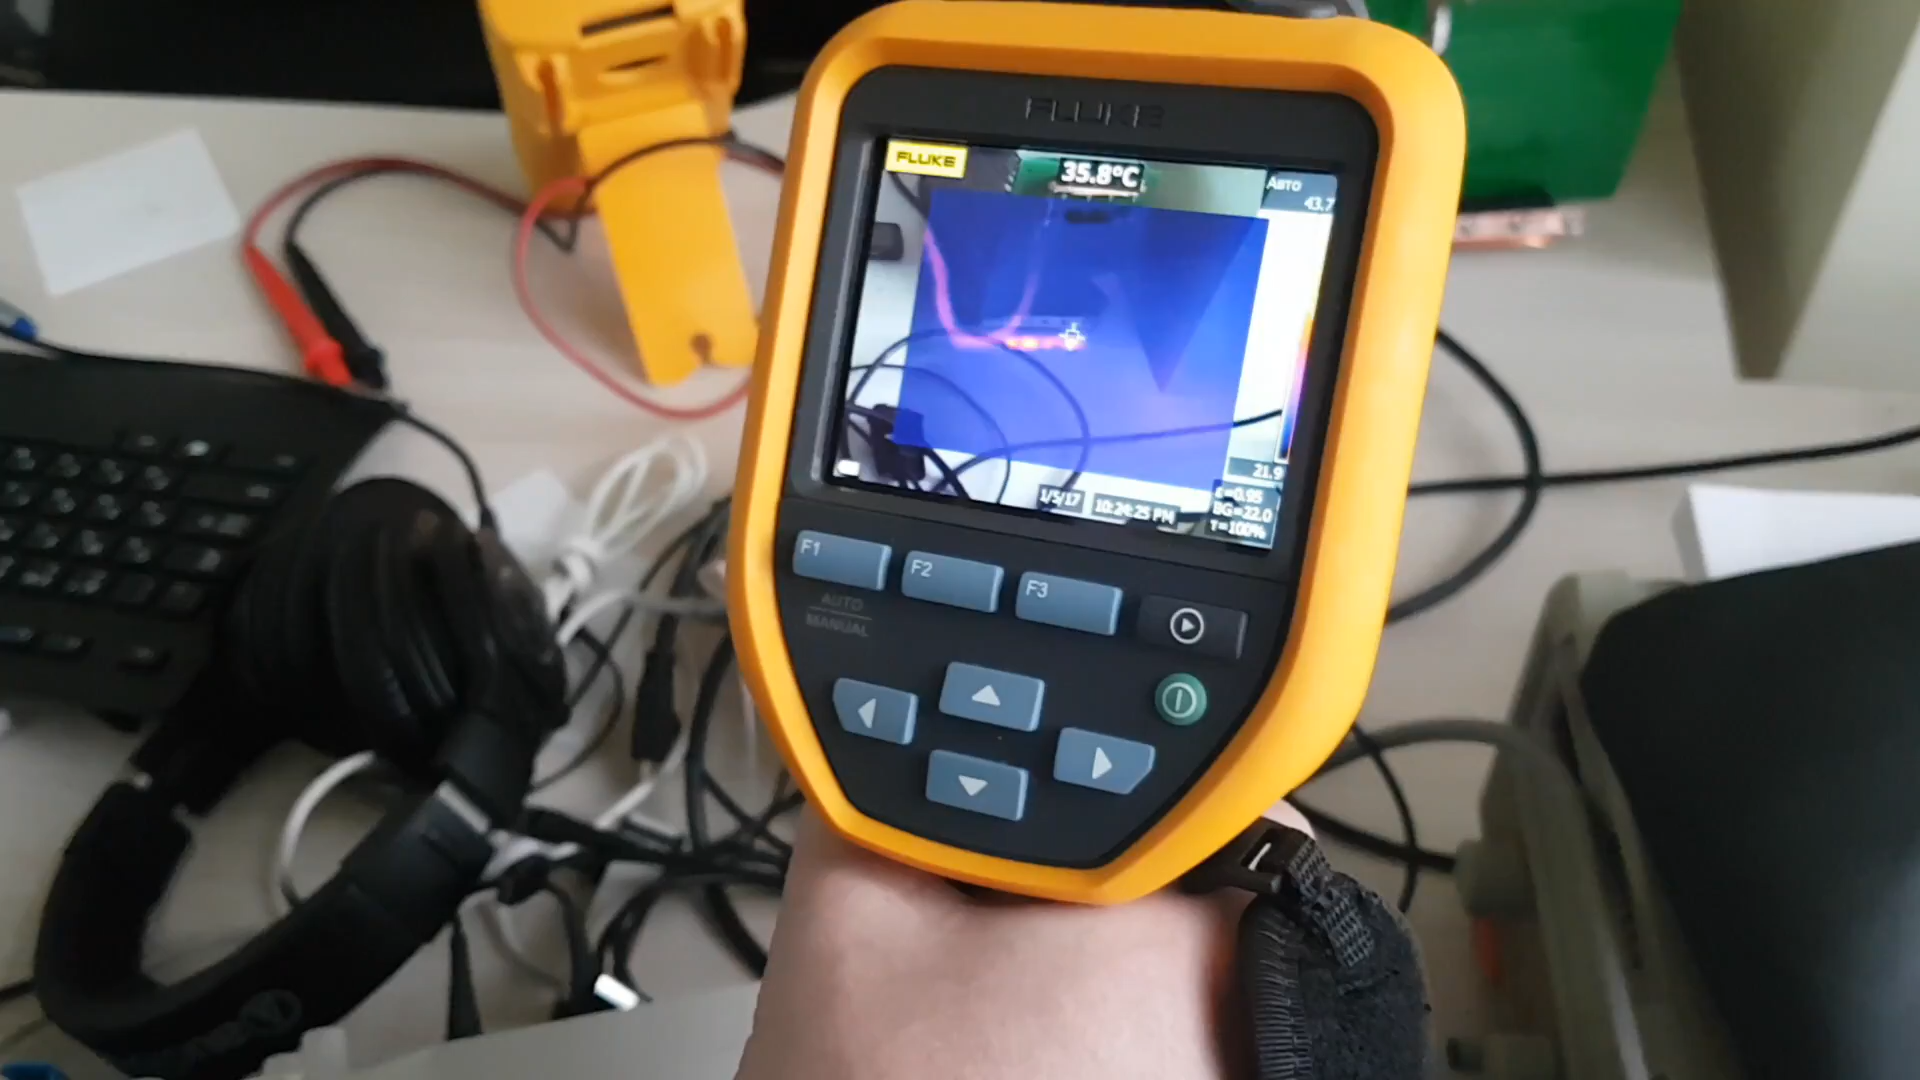 FLUKE
FLUKE
35.8°C
Авто
43.7
21.9
1/5/17
10:24:25 PM
ε=0.95
BG=22.0
τ=100%
F1
F2
F3
AUTO
MANUAL